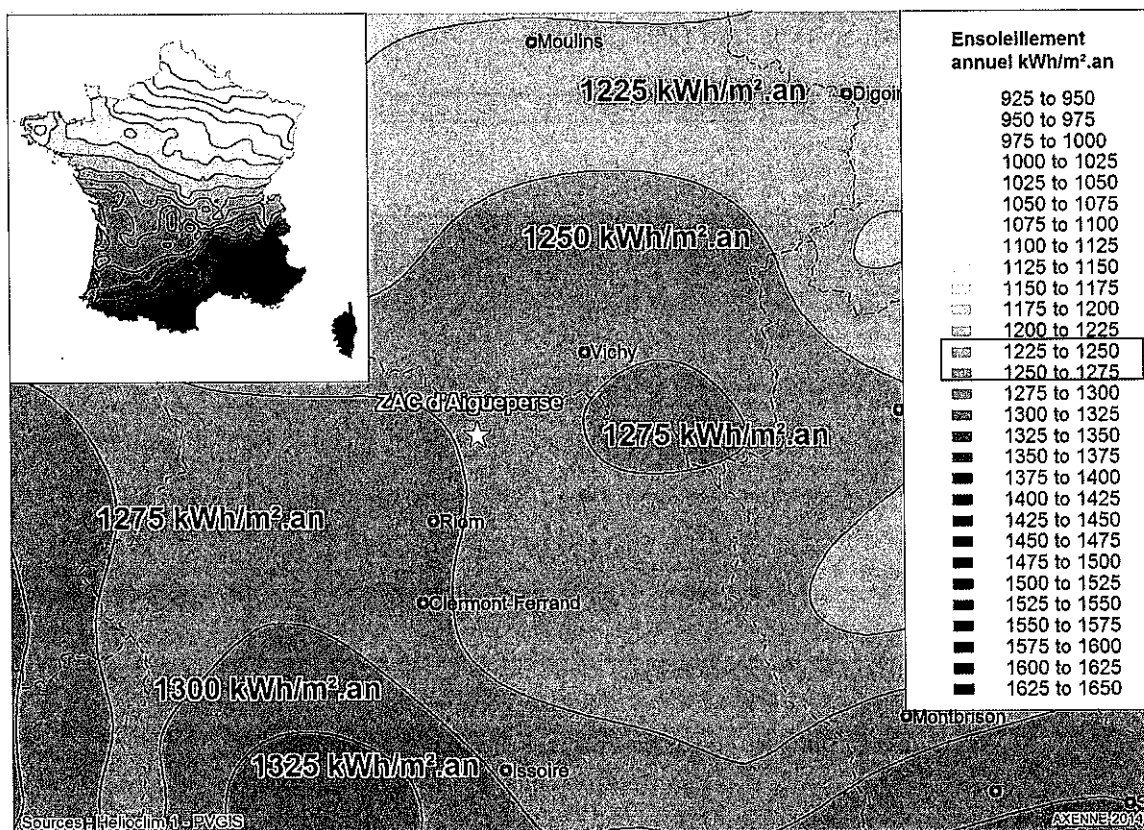 Moulins
1225 kWh/m².an
Digoin
1250 kWh/m².an
Vichy
ZAC d'Aigueperse
1275 kWh/m².an
1275 kWh/m².an
Riom
Clermont-Ferrand
1300 kWh/m².an
Montbrison
1325 kWh/m².an
Issoire
Sources : Helioclim 1 - PVGIS
AXENNE 2014
Ensoleillement
annuel kWh/m².an
925 to 950
950 to 975
975 to 1000
1000 to 1025
1025 to 1050
1050 to 1075
1075 to 1100
1100 to 1125
1125 to 1150
1150 to 1175
1175 to 1200
1200 to 1225
1225 to 1250
1250 to 1275
1275 to 1300
1300 to 1325
1325 to 1350
1350 to 1375
1375 to 1400
1400 to 1425
1425 to 1450
1450 to 1475
1475 to 1500
1500 to 1525
1525 to 1550
1550 to 1575
1575 to 1600
1600 to 1625
1625 to 1650